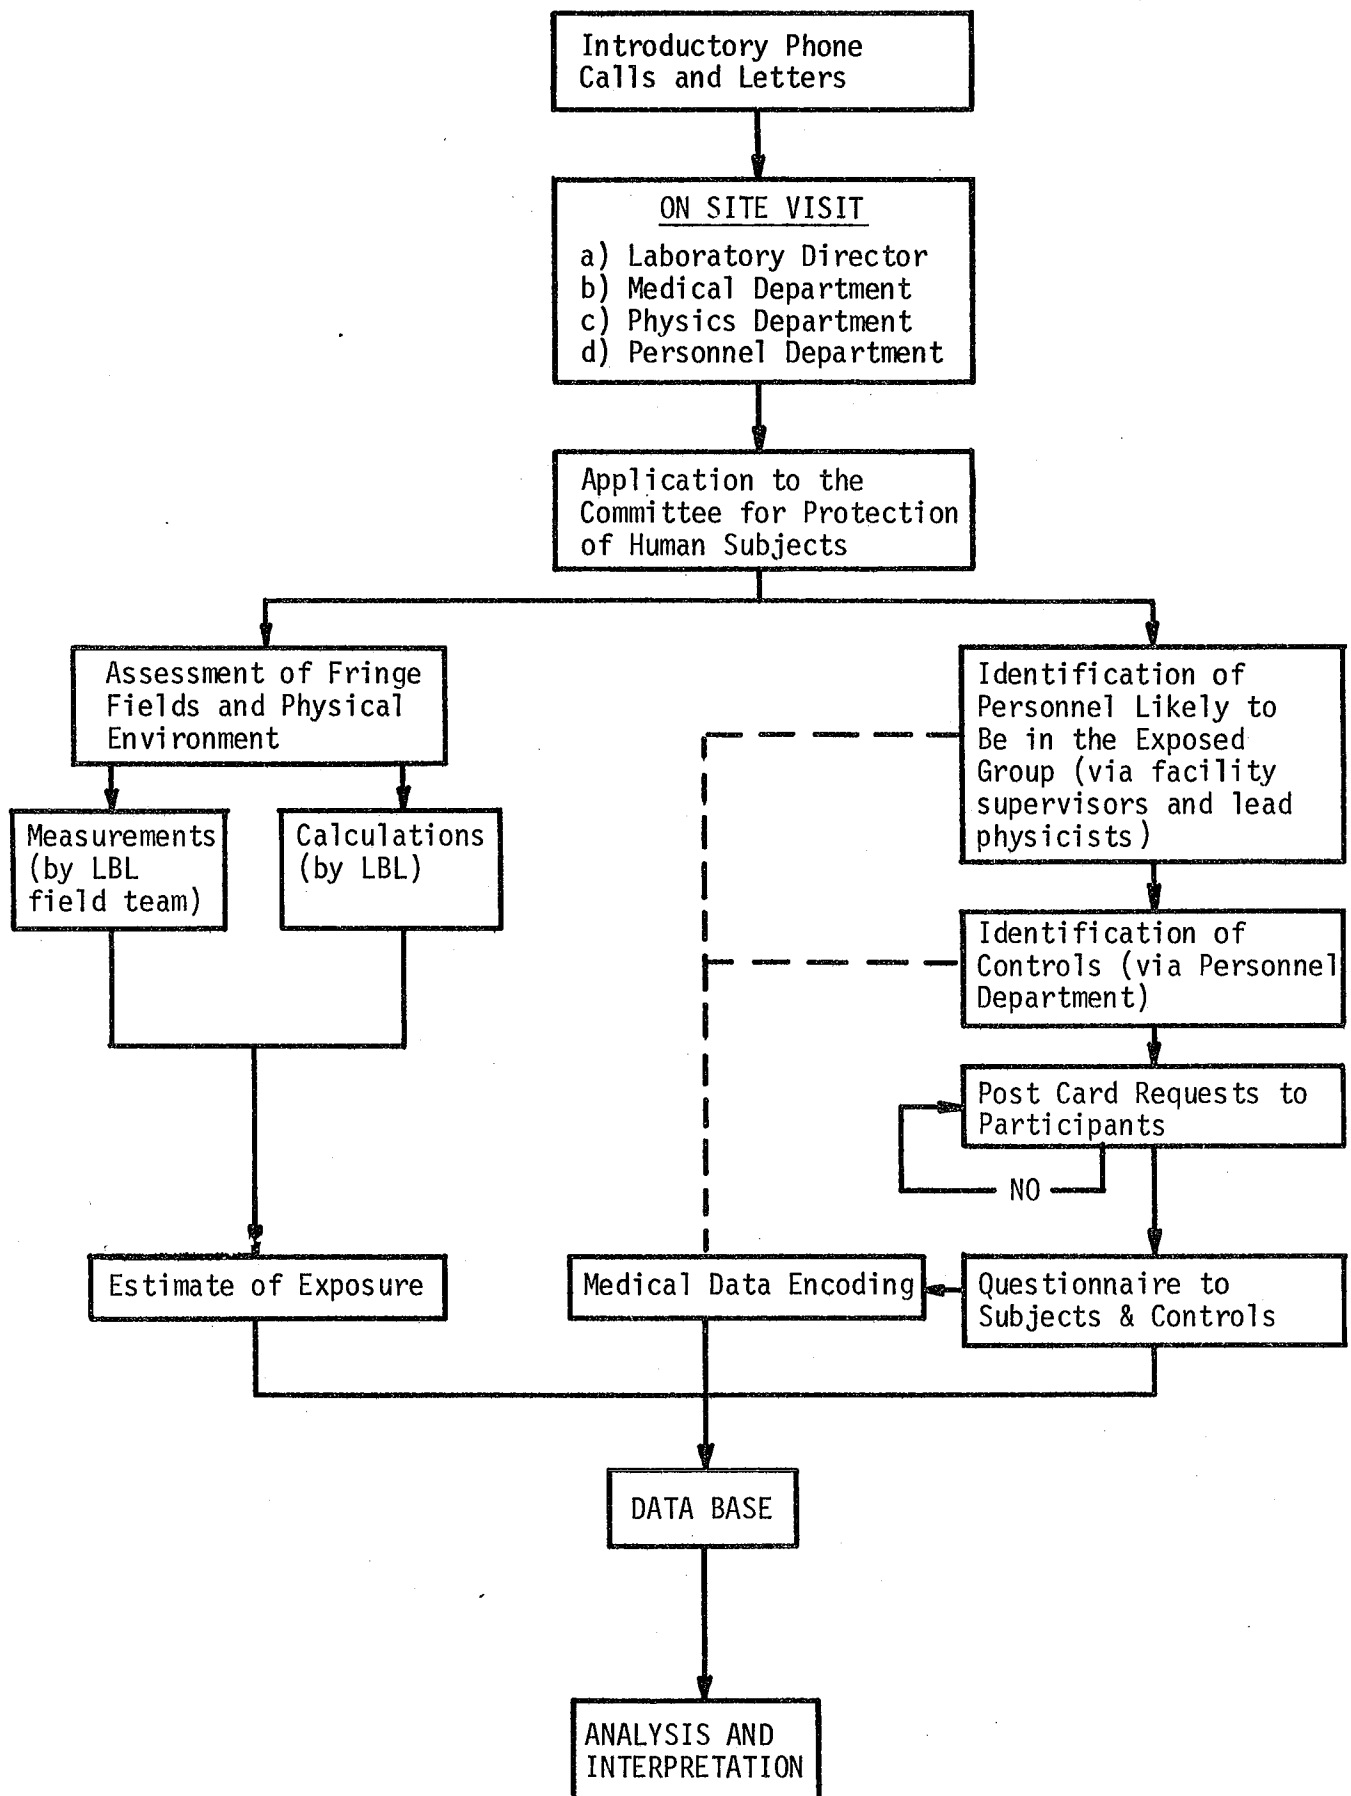 Introductory Phone
Calls and Letters
ON SITE VISIT
a) Laboratory Director
b) Medical Department
c) Physics Department
d) Personnel Department
Application to the
Committee for Protection
of Human Subjects
Assessment of Fringe
Fields and Physical
Environment
Measurements
(by LBL
field team)
Calculations
(by LBL)
Identification of
Personnel Likely to
Be in the Exposed
Group (via facility
supervisors and lead
physicists)
Identification of
Controls (via Personnel
Department)
Post Card Requests to
Participants
NO
Estimate of Exposure
Medical Data Encoding
Questionnaire to
Subjects & Controls
DATA BASE
ANALYSIS AND
INTERPRETATION